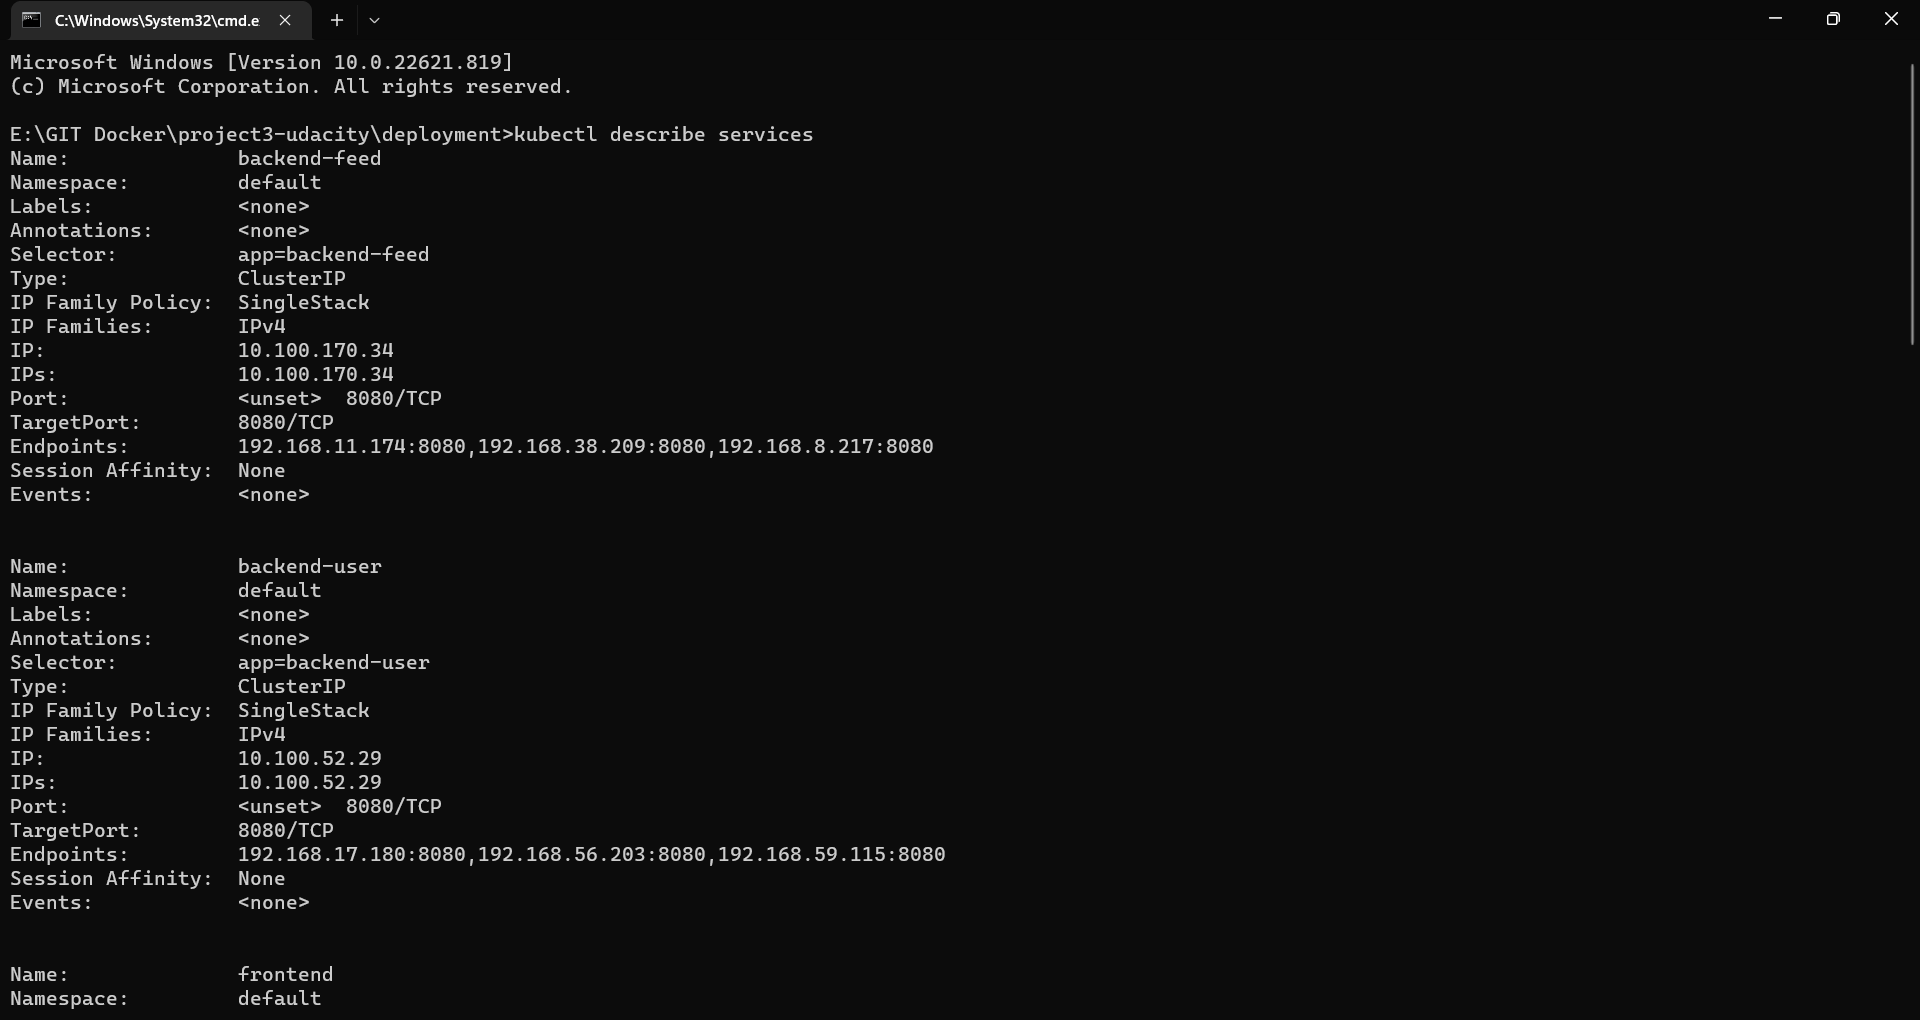 C:\Windows\System32\cmd.e
Microsoft Windows [Version 10.0.22621.819]
(c) Microsoft Corporation. All rights reserved.
E:\GIT Docker\project3-udacity\deployment>kubectl describe services
Name:              backend-feed
Namespace:         default
Labels:            <none>
Annotations:       <none>
Selector:          app=backend-feed
Type:              ClusterIP
IP Family Policy:  SingleStack
IP Families:       IPv4
IP:                10.100.170.34
IPs:               10.100.170.34
Port:              <unset>  8080/TCP
TargetPort:        8080/TCP
Endpoints:         192.168.11.174:8080,192.168.38.209:8080,192.168.8.217:8080
Session Affinity:  None
Events:            <none>
Name:              backend-user
Namespace:         default
Labels:            <none>
Annotations:       <none>
Selector:          app=backend-user
Type:              ClusterIP
IP Family Policy:  SingleStack
IP Families:       IPv4
IP:                10.100.52.29
IPs:               10.100.52.29
Port:              <unset>  8080/TCP
TargetPort:        8080/TCP
Endpoints:         192.168.17.180:8080,192.168.56.203:8080,192.168.59.115:8080
Session Affinity:  None
Events:            <none>
Name:              frontend
Namespace:         default